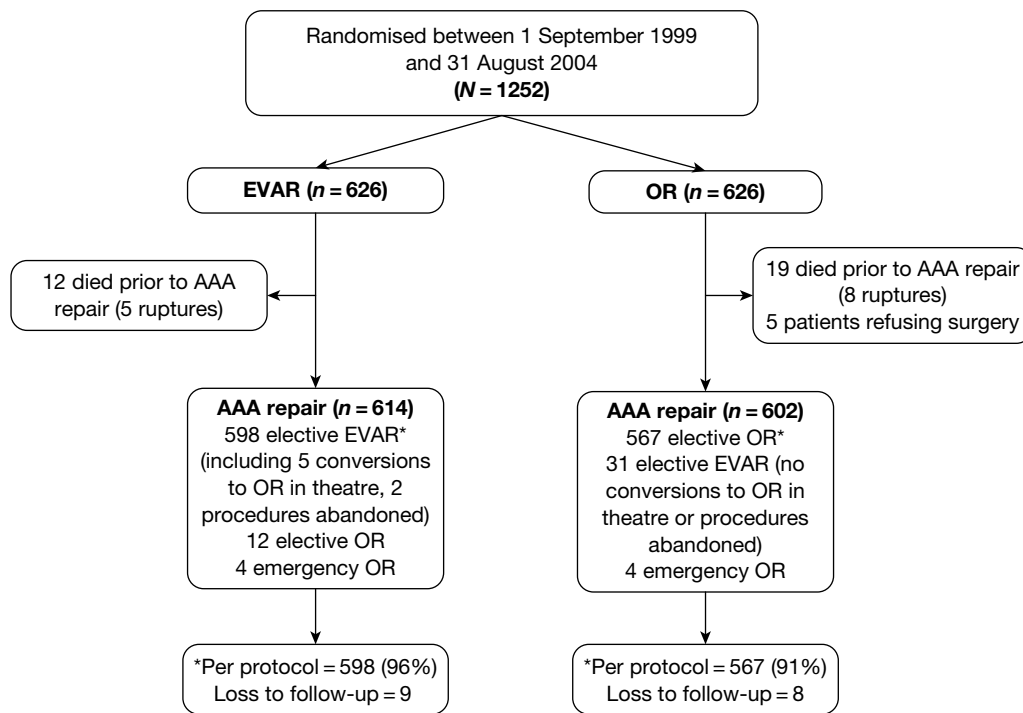 Randomised between 1 September 1999
and 31 August 2004
(N = 1252)
EVAR (n = 626)
OR (n = 626)
12 died prior to AAA
repair (5 ruptures)
19 died prior to AAA repair
(8 ruptures)
5 patients refusing surgery
AAA repair (n = 614)
598 elective EVAR*
(including 5 conversions
to OR in theatre, 2
procedures abandoned)
12 elective OR
4 emergency OR
AAA repair (n = 602)
567 elective OR*
31 elective EVAR (no
conversions to OR in
theatre or procedures
abandoned)
4 emergency OR
*Per protocol = 598 (96%)
Loss to follow-up = 9
*Per protocol = 567 (91%)
Loss to follow-up = 8